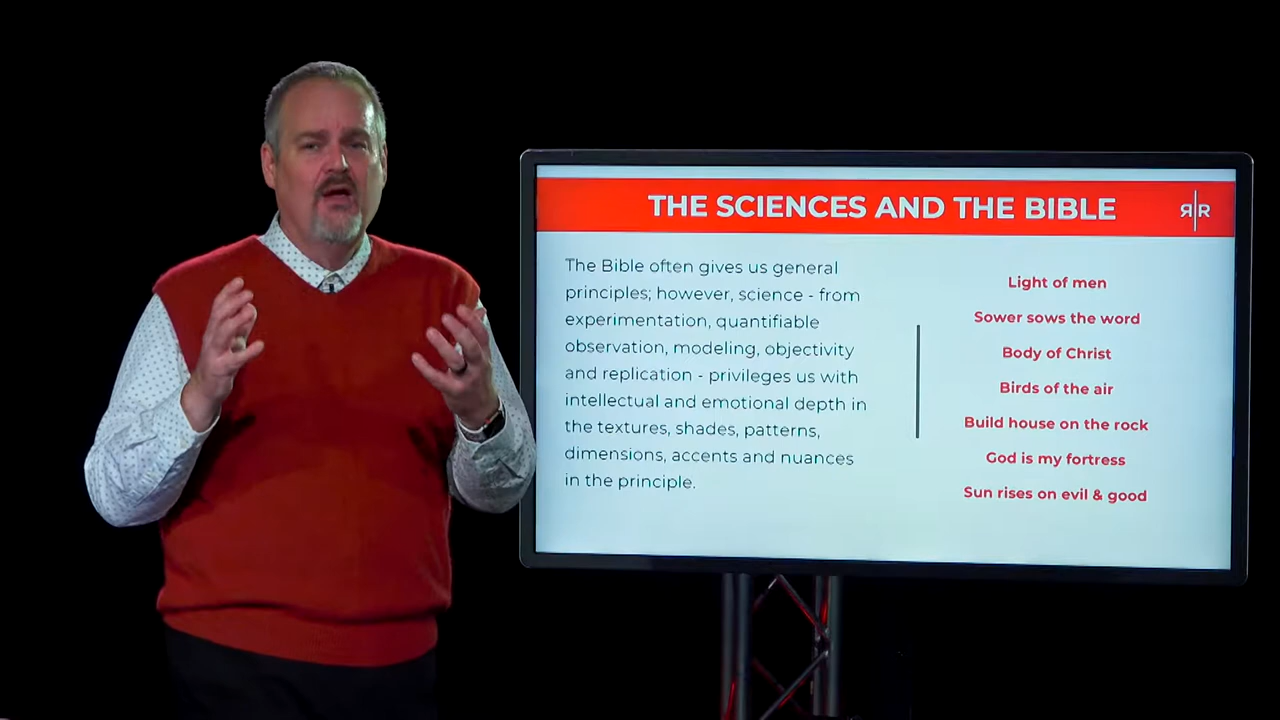 THE SCIENCES AND THE BIBLE
ЯR
The Bible often gives us general
principles; however, science - from
experimentation, quantifiable
observation, modeling, objectivity
and replication - privileges us with
intellectual and emotional depth in
the textures, shades, patterns,
dimensions, accents and nuances
in the principle.
Light of men
Sower sows the word
Body of Christ
Birds of the air
Build house on the rock
God is my fortress
Sun rises on evil & good